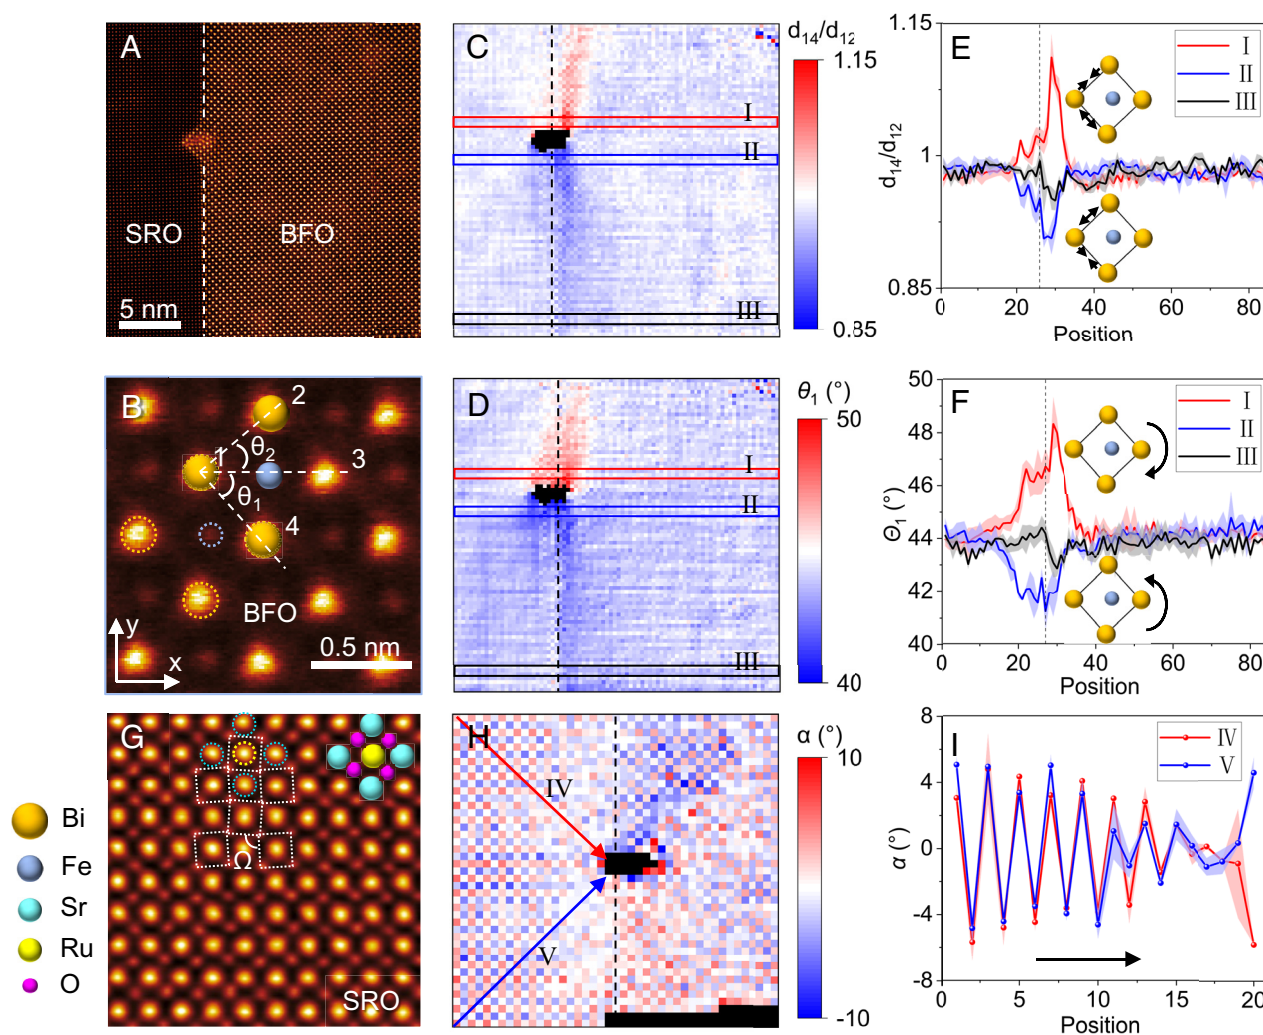 A
SRO
BFO
5 nm
C
I
II
III
d14/d12
1.15
0.85
E
1.15
1
0.85
d14/d12
I
II
III
0
20
40
60
80
Position
B
1
2
3
4
θ2
θ1
BFO
y
x
0.5 nm
D
I
II
III
θ1 (°)
50
40
F
50
48
46
44
42
40
Θ1 (°)
I
II
III
0
20
40
60
80
Position
Bi
Fe
Sr
Ru
O
G
Ω
SRO
H
IV
V
α (°)
10
-10
I
8
4
0
-4
-8
α (°)
IV
V
0
5
10
15
20
Position